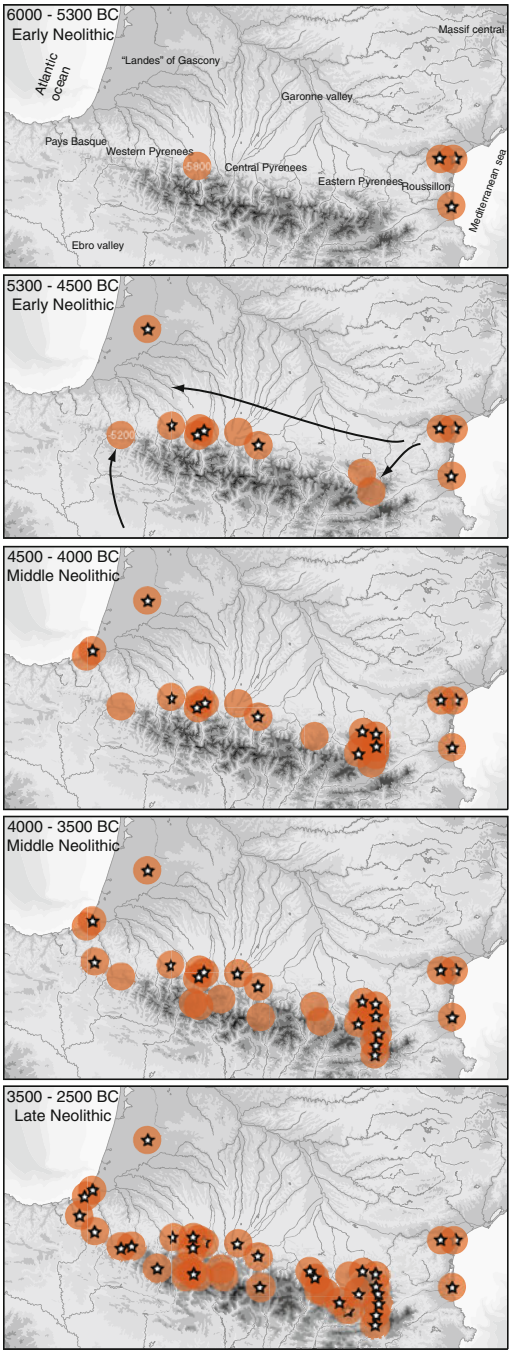 6000 - 5300 BC
Early Neolithic
Massif central
Atlantic
ocean
“Landes” of Gascony
Garonne valley
Pays Basque
Western Pyrenees
-5800
Central Pyrenees
Eastern Pyrenees
Roussillon
Mediterranean sea
Ebro valley
5300 - 4500 BC
Early Neolithic
-5200
4500 - 4000 BC
Middle Neolithic
4000 - 3500 BC
Middle Neolithic
3500 - 2500 BC
Late Neolithic